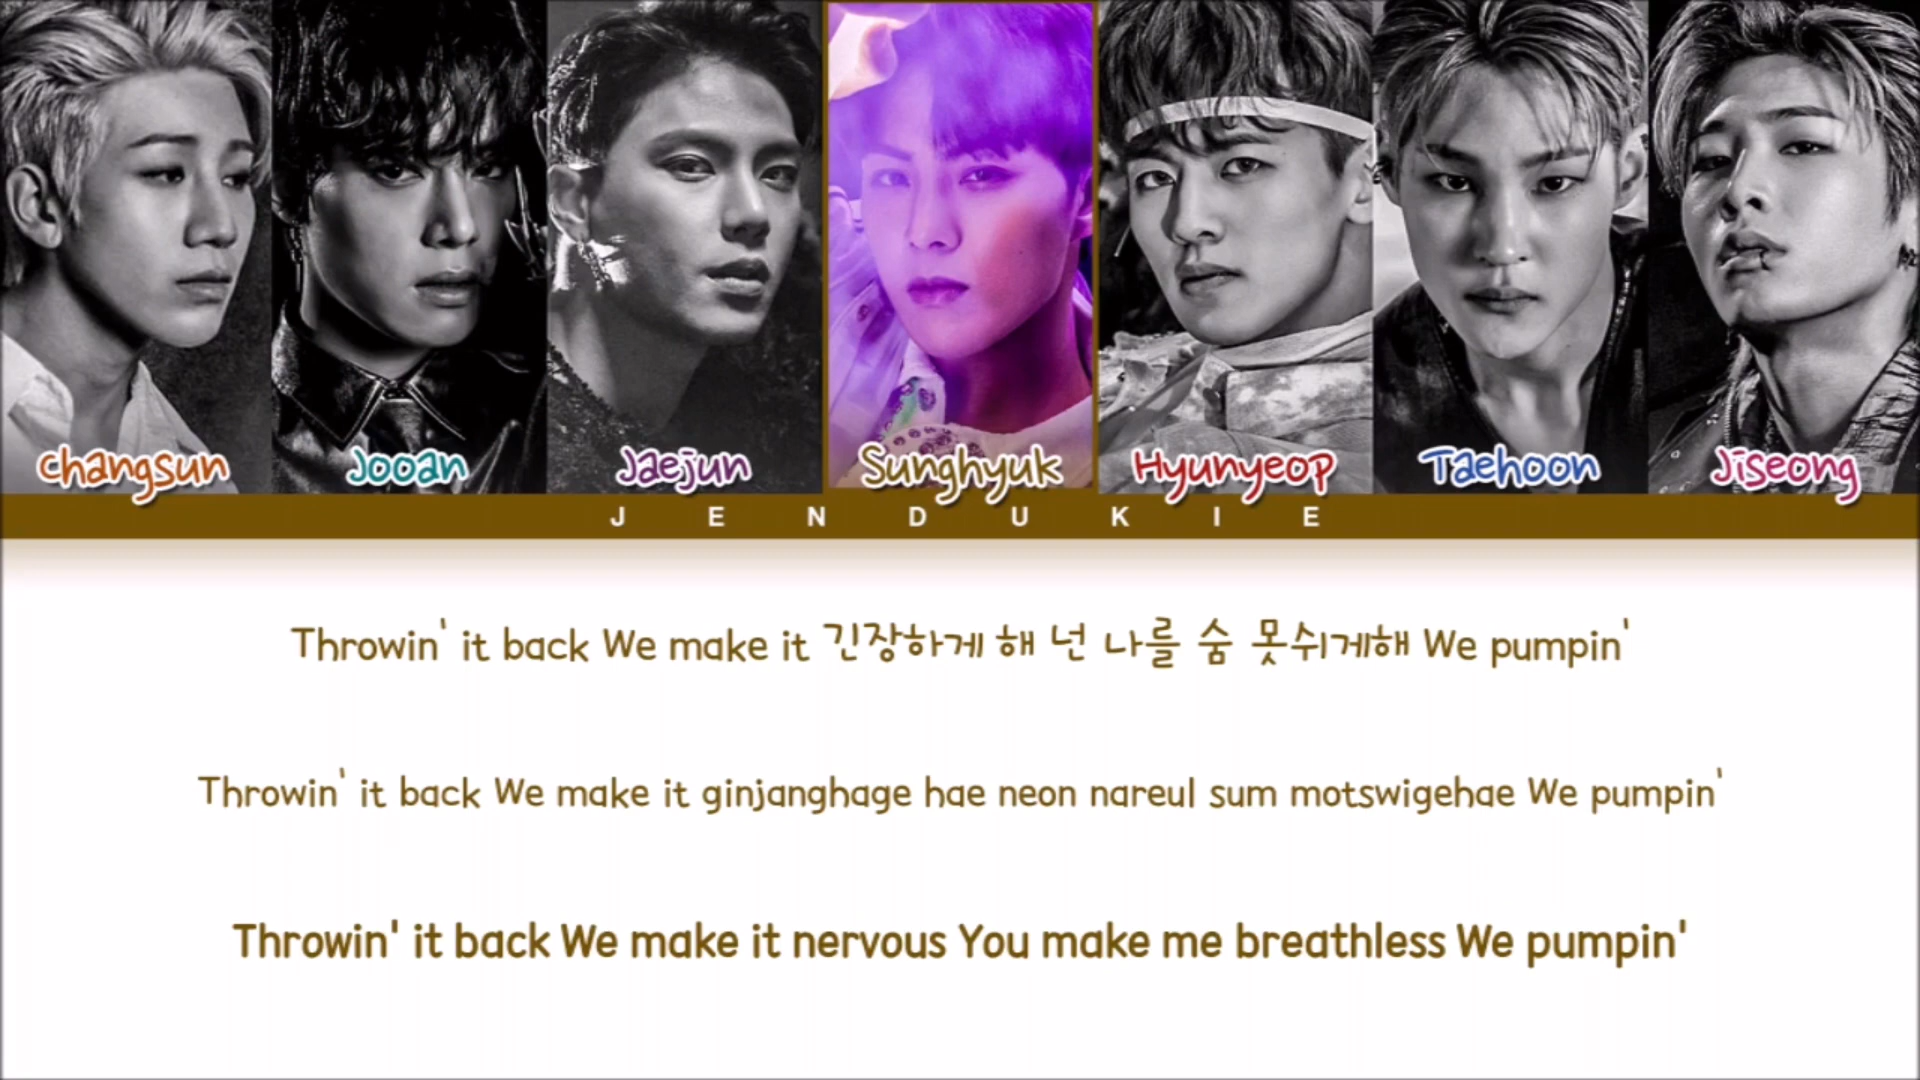 Changsun Jooan Jaejun Sunghyuk Hyunyeop Taehoon Jiseong
JENDUKIE
Throwin' it back We make it 긴장하게 해 넌 나를 숨 못쉬게해 We pumpin'
Throwin' it back We make it ginjanghage hae neon nareul sum motswigehae We pumpin'
Throwin' it back We make it nervous You make me breathless We pumpin'